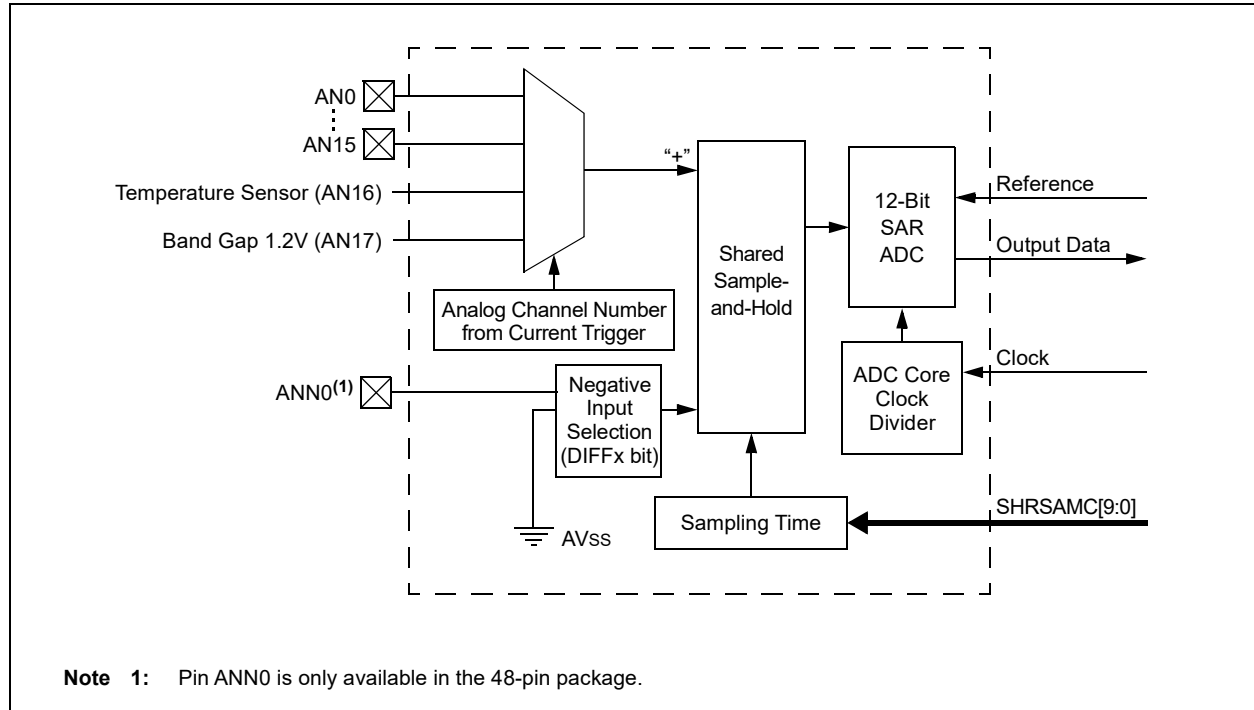 AN0
AN15
Temperature Sensor (AN16)
Band Gap 1.2V (AN17)
Analog Channel Number
from Current Trigger
ANN0(1)
Negative
Input
Selection
(DIFFx bit)
AVSS
“+”
Shared
Sample-
and-Hold
Sampling Time
12-Bit
SAR
ADC
ADC Core
Clock
Divider
Reference
Output Data
Clock
SHRSAMC[9:0]
Note 1: Pin ANN0 is only available in the 48-pin package.